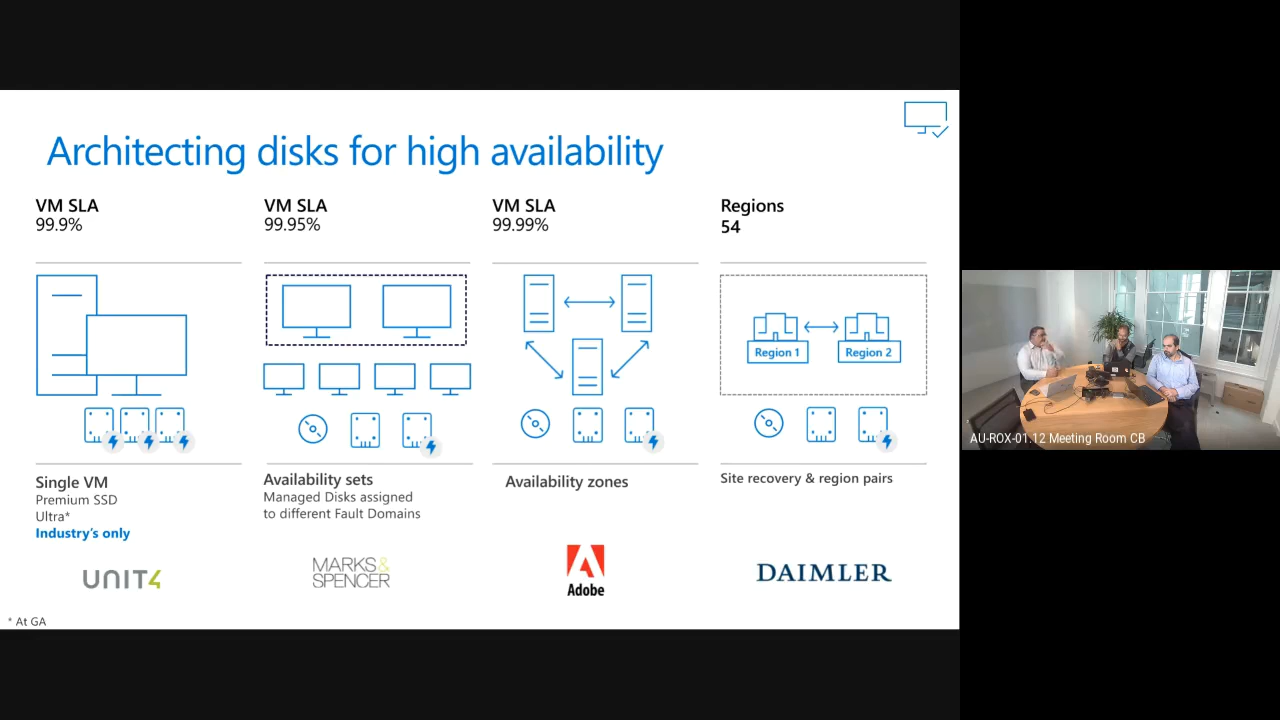 Architecting disks for high availability
VM SLA
99.9%
VM SLA
99.95%
VM SLA
99.99%
Regions
54
Region 1
Region 2
Single VM
Premium SSD
Ultra*
Industry's only
Availability sets
Managed Disks assigned
to different Fault Domains
Availability zones
Site recovery & region pairs
UNIT4
MARKS&
SPENCER
Adobe
DAIMLER
* At GA
AU-ROX-01.12 Meeting Room CB